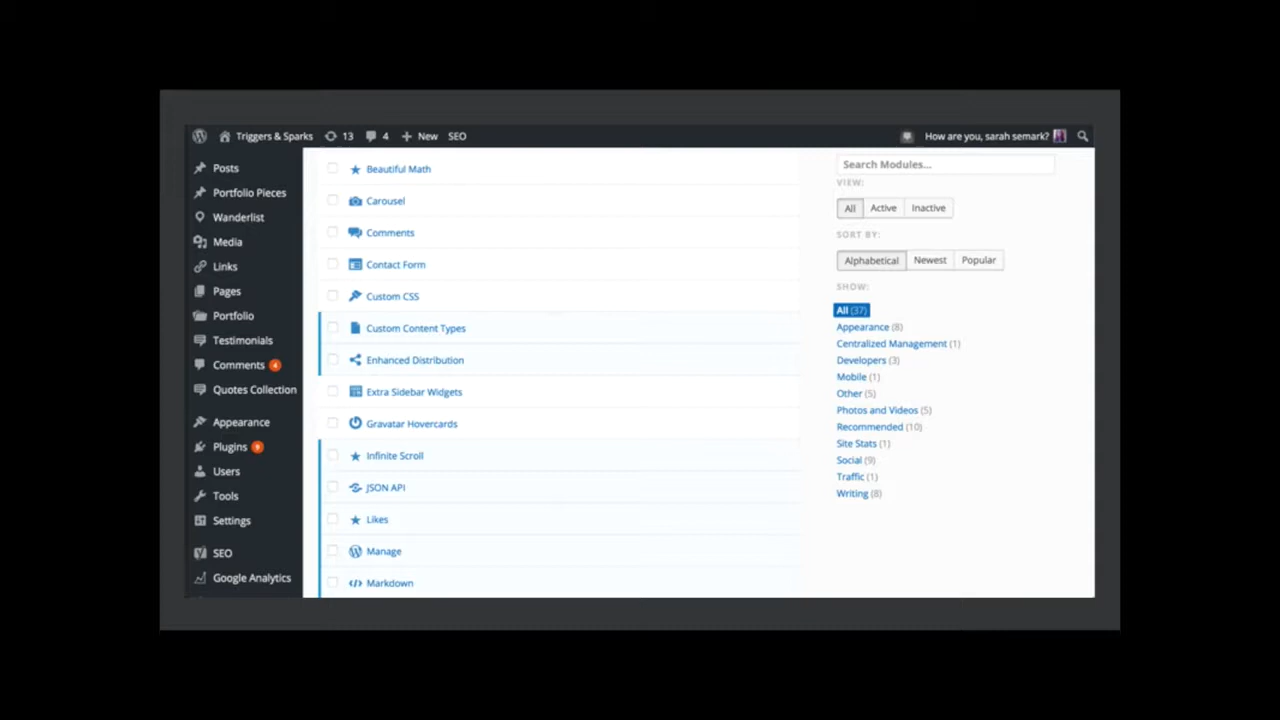 Triggers & Sparks 13 4 New SEO How are you, sarah semark?
Posts
Portfolio Pieces
Wanderlist
Media
Links
Pages
Portfolio
Testimonials
Comments 4
Quotes Collection
Appearance
Plugins 9
Users
Tools
Settings
SEO
Google Analytics
Beautiful Math
Carousel
Comments
Contact Form
Custom CSS
Custom Content Types
Enhanced Distribution
Extra Sidebar Widgets
Gravatar Hovercards
Infinite Scroll
JSON API
Likes
Manage
Markdown
Search Modules...
VIEW:
All Active Inactive
SORT BY:
Alphabetical Newest Popular
SHOW:
All (37)
Appearance (8)
Centralized Management (1)
Developers (3)
Mobile (1)
Other (5)
Photos and Videos (5)
Recommended (10)
Site Stats (1)
Social (9)
Traffic (1)
Writing (8)